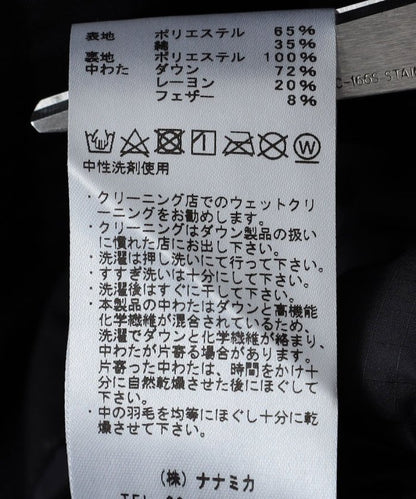 表地 ポリエステル 65%
綿 35%
裏地 ポリエステル 100%
中わた ダウン 72%
レーヨン 20%
フェザー 8%
W
中性洗剤使用
・クリーニング店でのウェットクリ
ーニングをお勧めします。
・クリーニングはダウン製品の扱い
に慣れた店にお出し下さい。
・洗濯は押し洗いにて行って下さい。
・すすぎ洗いは十分にして下さい。
・洗濯後はすぐに干して下さい。
・本製品の中わたはダウンと高機能
化学繊維が混合されているため、
洗濯でダウンと化学繊維が絡まり、
中わたが片寄る場合があります。
片寄った中わたは、時間をかけ十
分に自然乾燥させた後にほぐして
下さい。
・中の羽毛を均等にほぐし十分に乾
燥させて下さい。
(株) ナナミカ